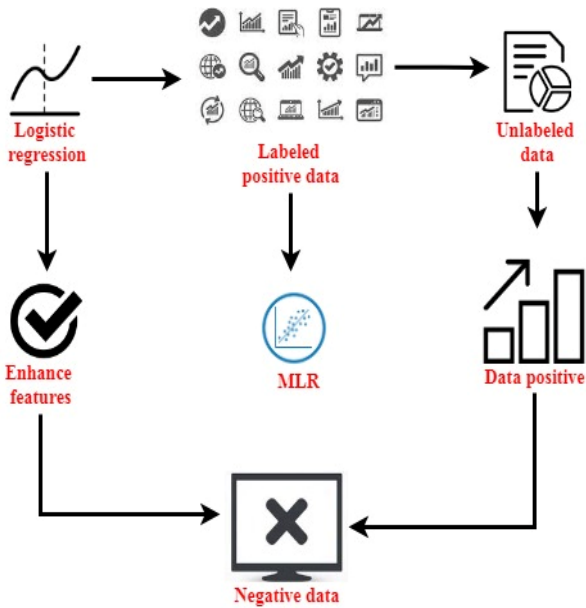 Logistic
regression
Labeled
positive data
Unlabeled
data
Enhance
features
MLR
Data positive
Negative data